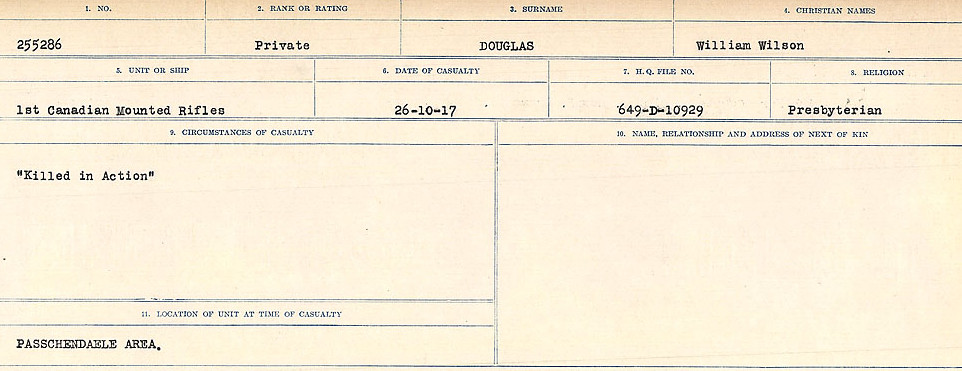 1. NO. 2. RANK OR RATING 3. SURNAME 4. CHRISTIAN NAMES
255286 Private DOUGLAS William Wilson
5. UNIT OR SHIP 6. DATE OF CASUALTY 7. H. Q. FILE NO. 8. RELIGION
1st Canadian Mounted Rifles 26-10-17 649-D-10929 Presbyterian
9. CIRCUMSTANCES OF CASUALTY 10. NAME, RELATIONSHIP AND ADDRESS OF NEXT OF KIN
"Killed in Action"
11. LOCATION OF UNIT AT TIME OF CASUALTY
PASSCHENDAELE AREA.